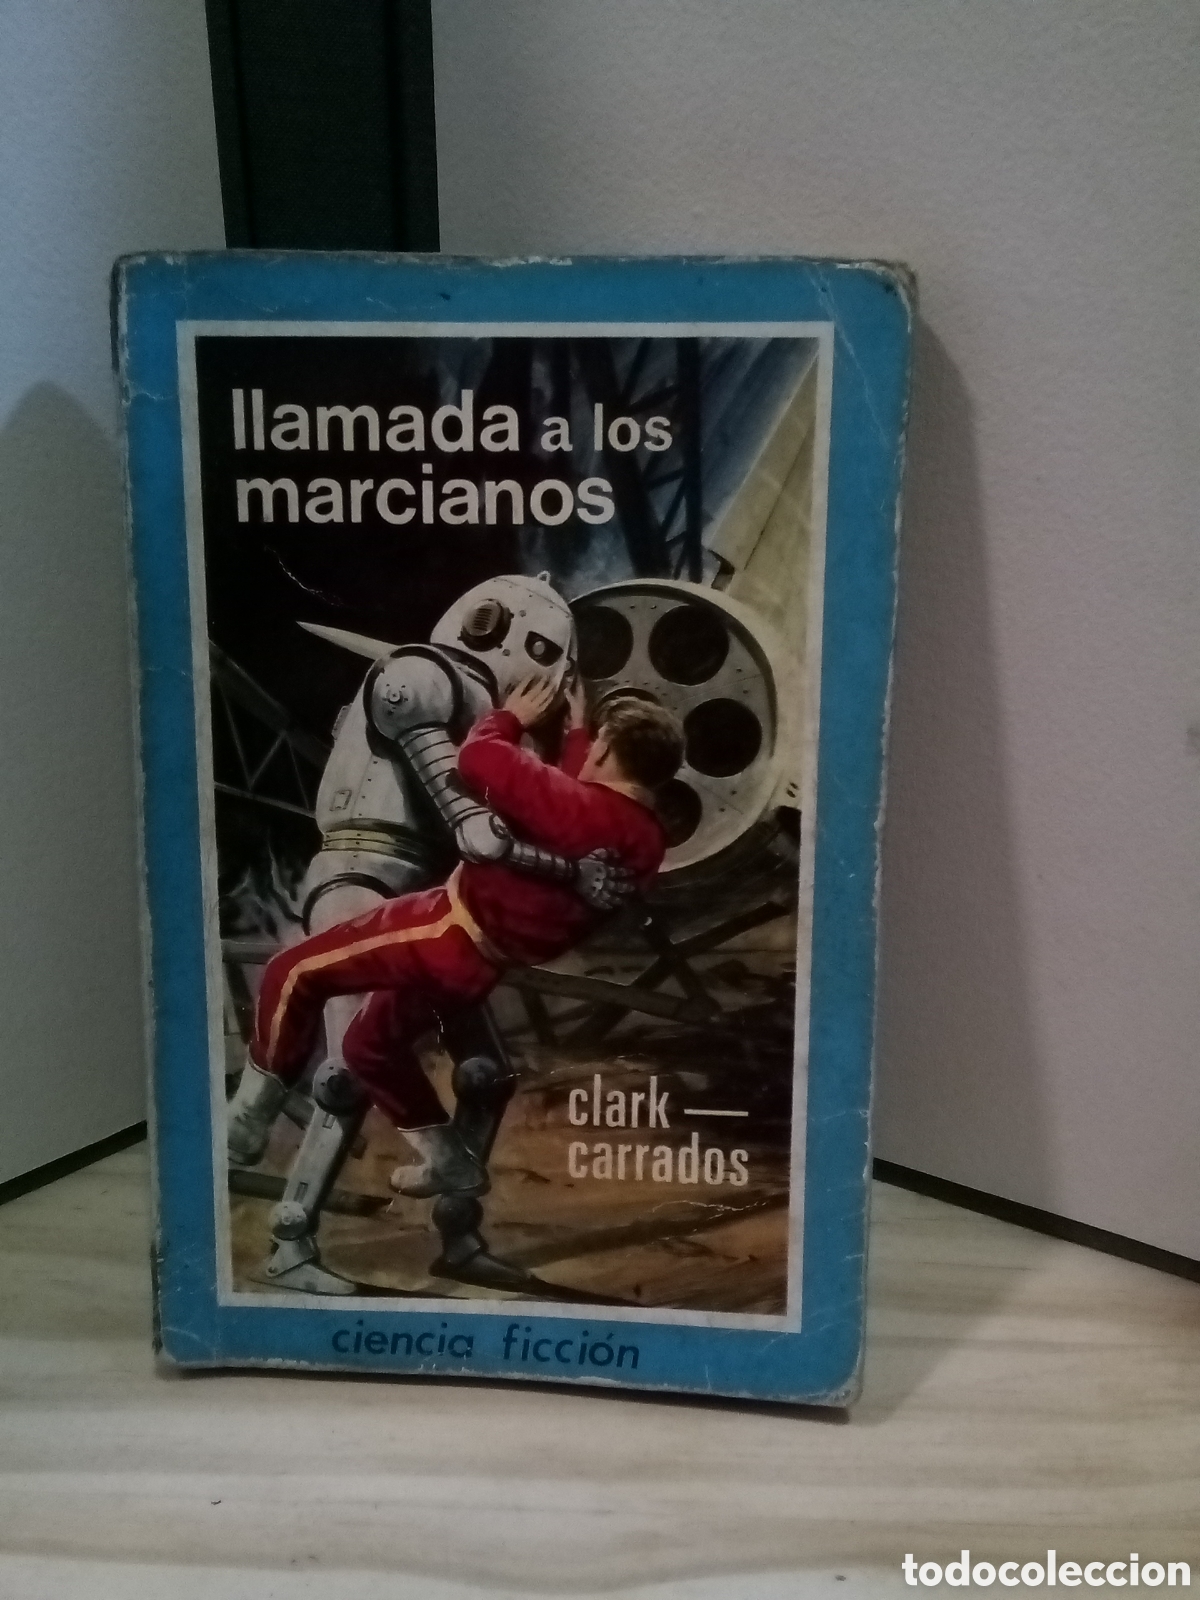 llamada a los
marcianos
clark —
carrados
ciencia ficción
todocoleccion